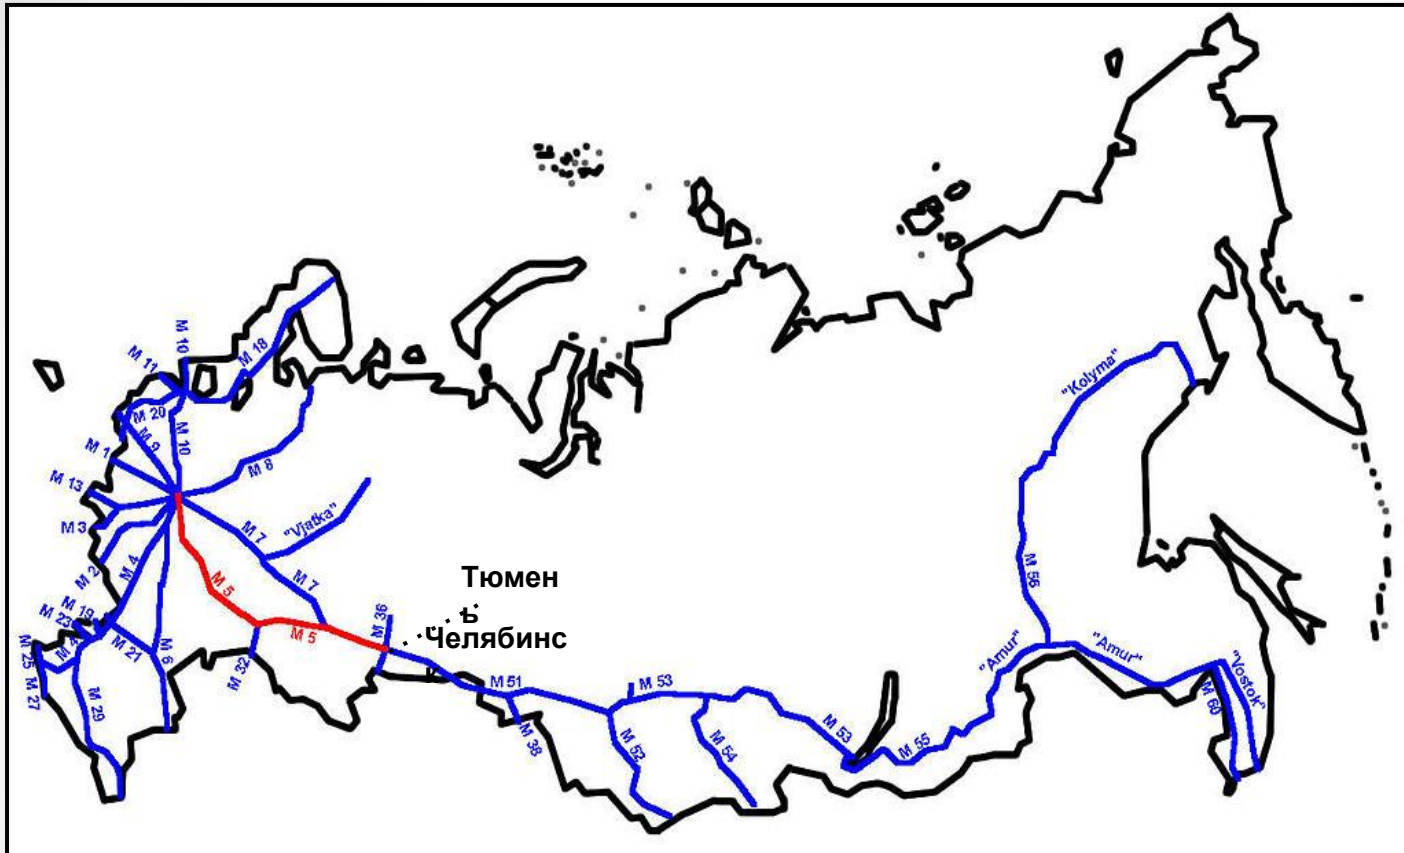 M 10
M 11
M 18
M 20
M 9
M 10
M 1
M 8
M 13
M 3
M 7
"Vjatka"
M 2
M 4
M 5
M 7
M 5
M 36
Тюмен
ь
Челябинс
к
M 19
M 23
M 4
M 21
M 6
M 25
M 27
M 29
M 32
M 51
M 38
M 53
M 52
M 54
M 53
M 55
"Amur"
"Amur"
M 56
"Kolyma"
"Vostok"
M 60